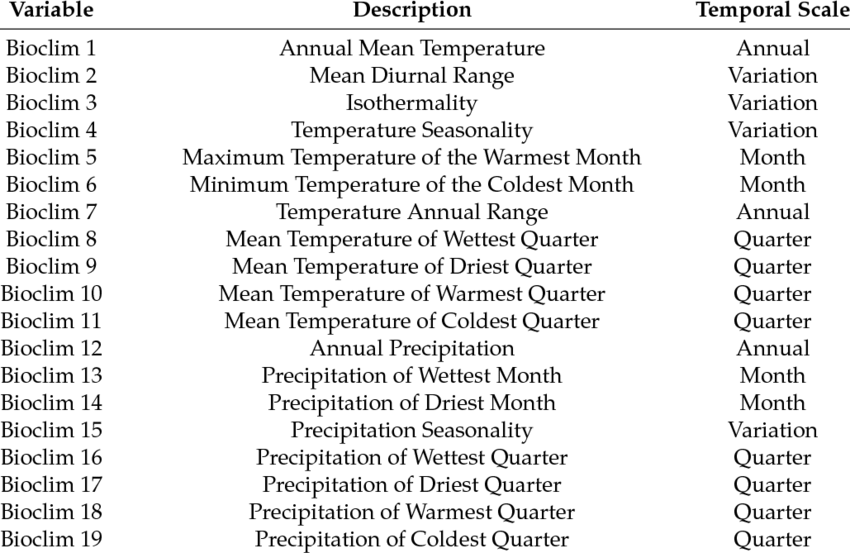 Variable Description Temporal Scale
Bioclim 1 Annual Mean Temperature Annual
Bioclim 2 Mean Diurnal Range Variation
Bioclim 3 Isothermality Variation
Bioclim 4 Temperature Seasonality Variation
Bioclim 5 Maximum Temperature of the Warmest Month Month
Bioclim 6 Minimum Temperature of the Coldest Month Month
Bioclim 7 Temperature Annual Range Annual
Bioclim 8 Mean Temperature of Wettest Quarter Quarter
Bioclim 9 Mean Temperature of Driest Quarter Quarter
Bioclim 10 Mean Temperature of Warmest Quarter Quarter
Bioclim 11 Mean Temperature of Coldest Quarter Quarter
Bioclim 12 Annual Precipitation Annual
Bioclim 13 Precipitation of Wettest Month Month
Bioclim 14 Precipitation of Driest Month Month
Bioclim 15 Precipitation Seasonality Variation
Bioclim 16 Precipitation of Wettest Quarter Quarter
Bioclim 17 Precipitation of Driest Quarter Quarter
Bioclim 18 Precipitation of Warmest Quarter Quarter
Bioclim 19 Precipitation of Coldest Quarter Quarter